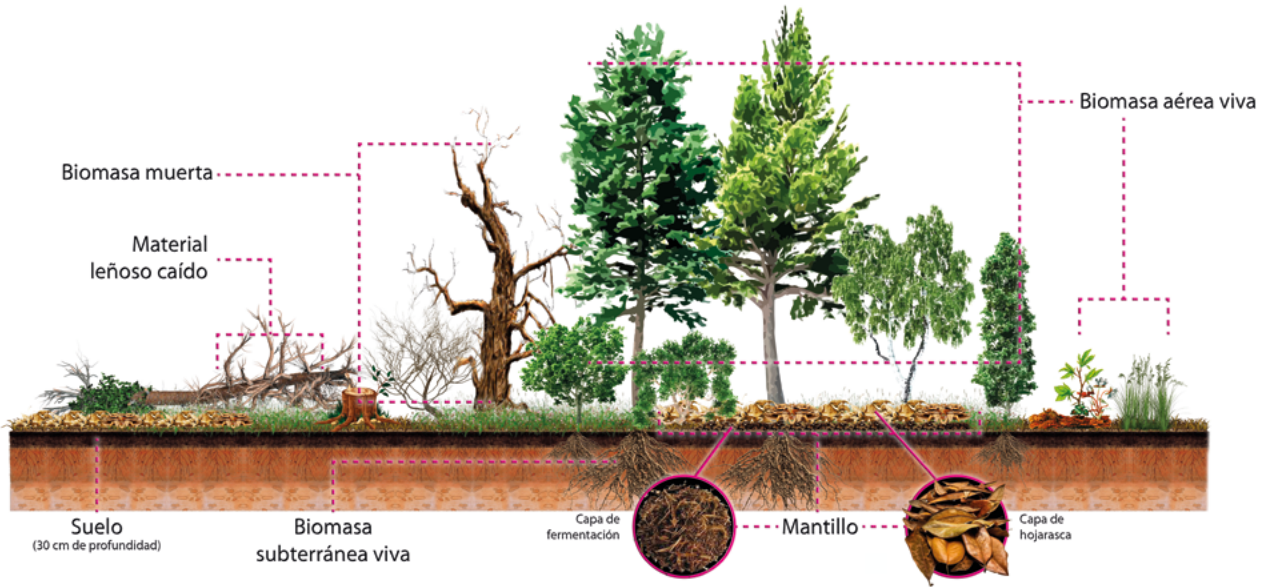 Biomasa aérea viva
Biomasa muerta
Material
leñoso caído
Suelo
(30 cm de profundidad)
Biomasa
subterránea viva
Capa de
fermentación
Mantillo
Capa de
hojarasca